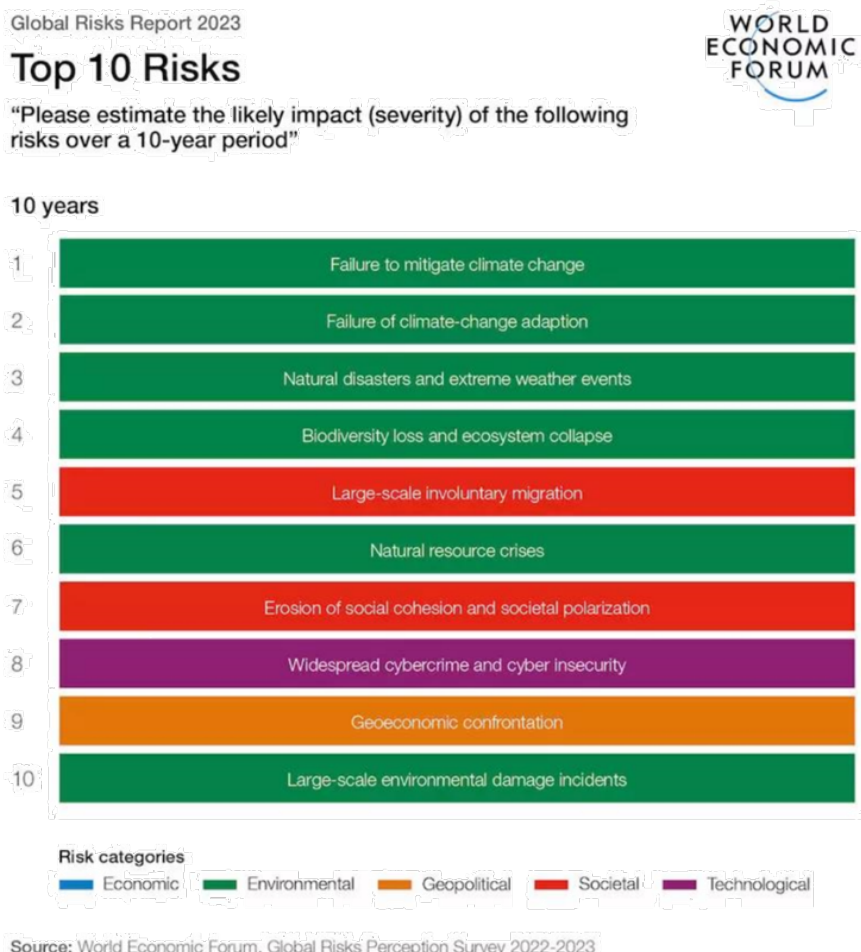 Global Risks Report 2023
WORLD
ECONOMIC
FORUM
Top 10 Risks
“Please estimate the likely impact (severity) of the following
risks over a 10-year period”
10 years
1 Failure to mitigate climate change
2 Failure of climate-change adaption
3 Natural disasters and extreme weather events
4 Biodiversity loss and ecosystem collapse
5 Large-scale involuntary migration
6 Natural resource crises
7 Erosion of social cohesion and societal polarization
8 Widespread cybercrime and cyber insecurity
9 Geoeconomic confrontation
10 Large-scale environmental damage incidents
Risk categories
Economic Environmental Geopolitical Societal Technological
Source: World Economic Forum, Global Risks Perception Survey 2022-2023